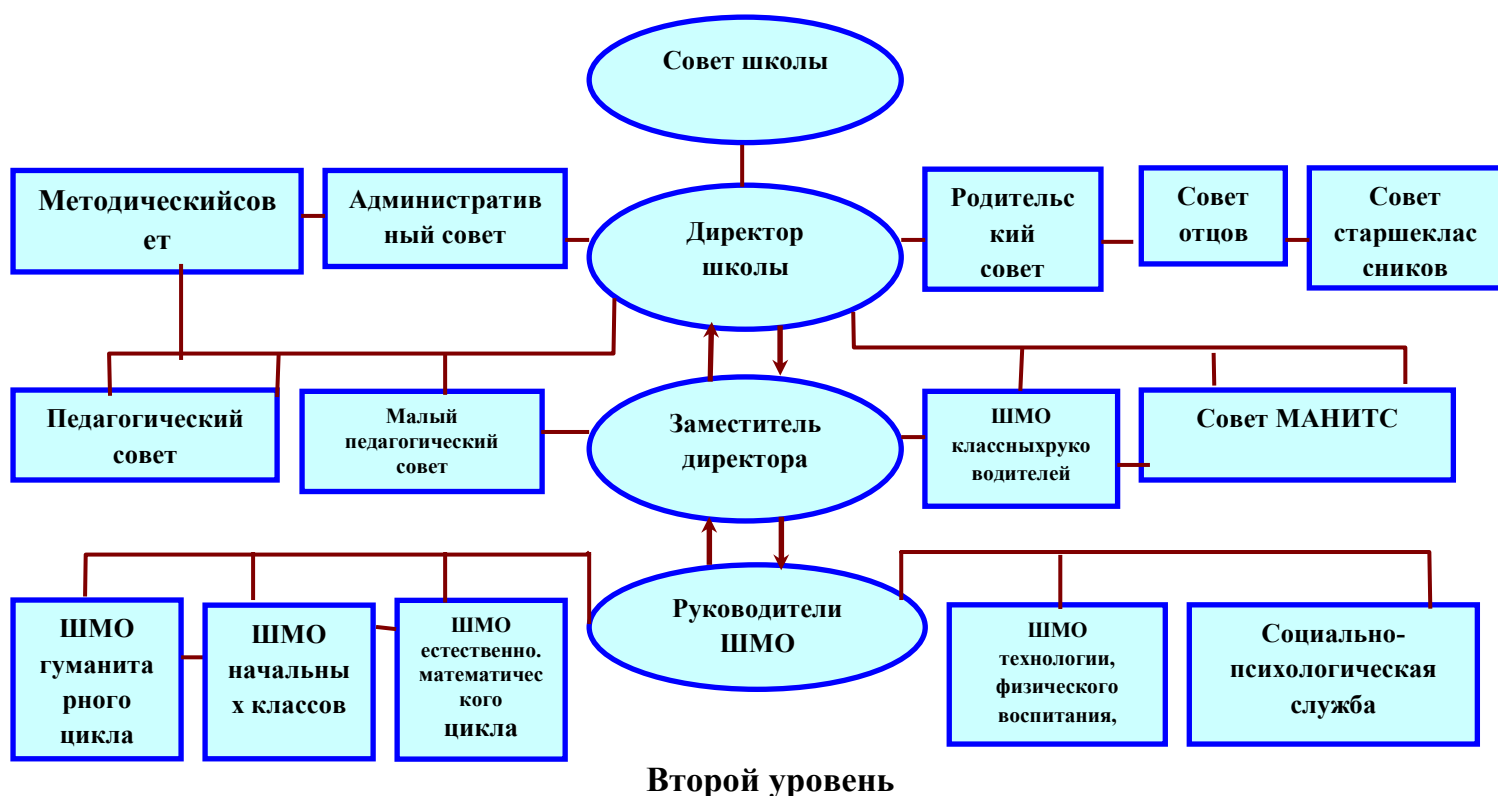 Совет школы
Методическийсов
ет
Административ
ный совет
Директор
школы
Родительс
кий
совет
Совет
отцов
Совет
старшеклас
сников
Педагогический
совет
Малый
педагогический
совет
Заместитель
директора
ШМО
классныхруко
водителей
Совет МАНИТС
ШМО
гуманита
рного
цикла
ШМО
начальны
х классов
ШМО
естественно.
математичес
кого
цикла
Руководители
ШМО
ШМО
технологии,
физического
воспитания,
Социально-
психологическая
служба
Второй уровень